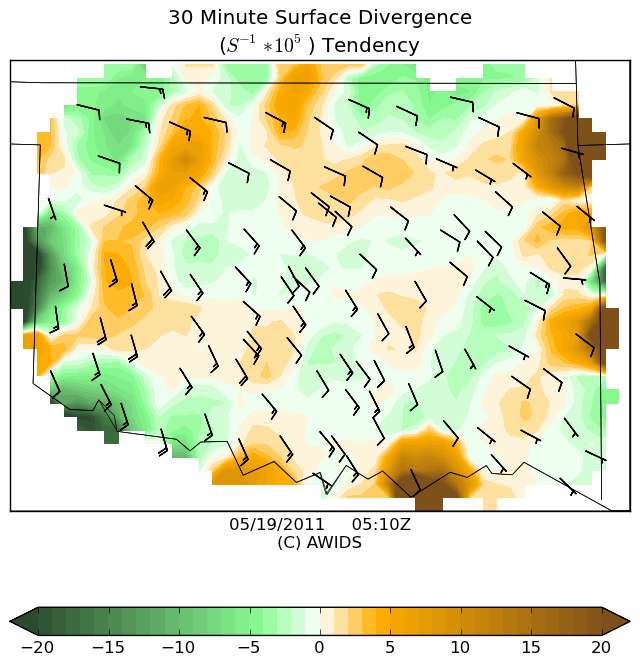 30 Minute Surface Divergence
(S⁻¹ ∗10⁵ ) Tendency
05/19/2011 05:10Z
(C) AWIDS
−20 −15 −10 −5 0 5 10 15 20